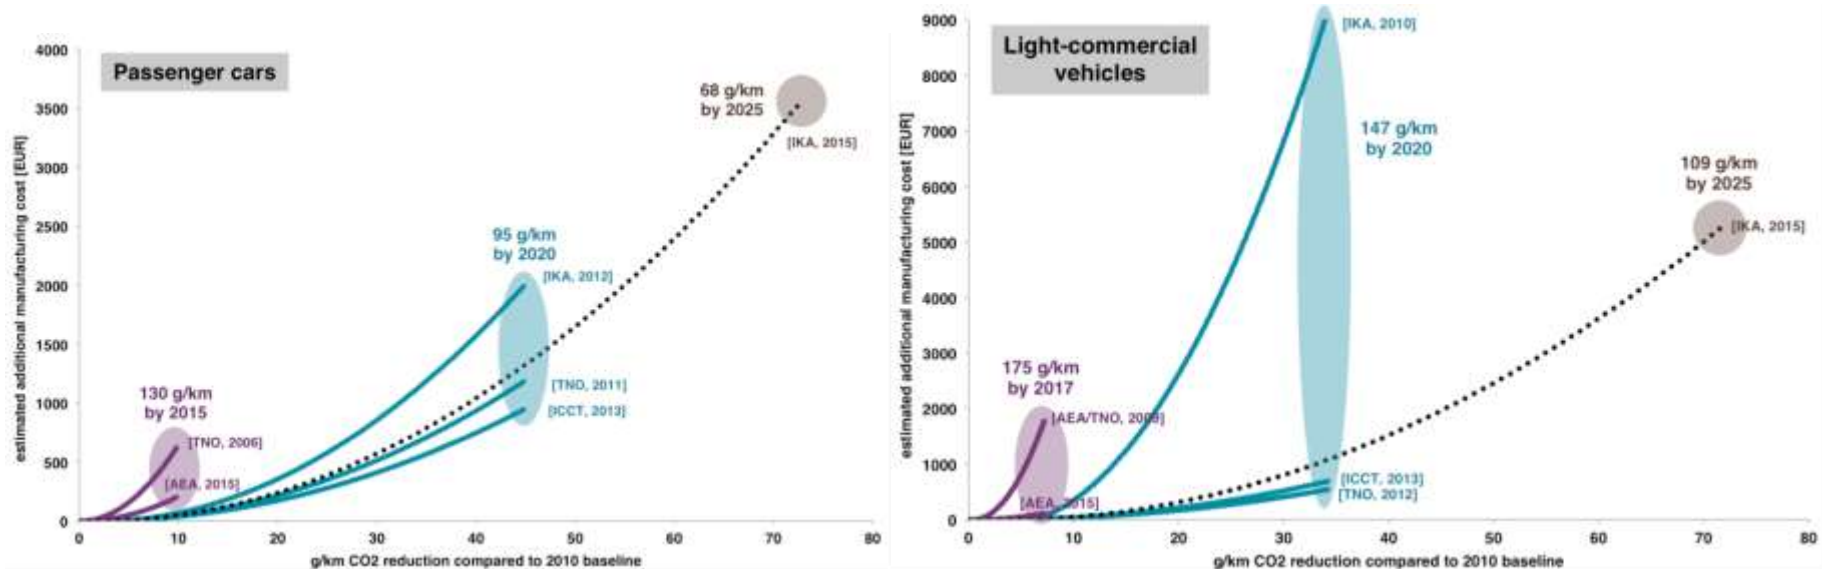 Passenger cars
estimated additional manufacturing cost [EUR]
4000
3500
3000
2500
2000
1500
1000
500
0
130 g/km
by 2015
[TNO, 2006]
[AEA, 2015]
95 g/km
by 2020
[IKA, 2012]
[TNO, 2011]
[ICCT, 2013]
68 g/km
by 2025
[IKA, 2015]
0 10 20 30 40 50 60 70 80
g/km CO2 reduction compared to 2010 baseline
Light-commercial
vehicles
estimated additional manufacturing cost [EUR]
9000
8000
7000
6000
5000
4000
3000
2000
1000
0
175 g/km
by 2017
[AEA/TNO, 2009]
[AEA, 2015]
[IKA, 2010]
147 g/km
by 2020
[ICCT, 2013]
[TNO, 2012]
109 g/km
by 2025
[IKA, 2015]
0 10 20 30 40 50 60 70 80
g/km CO2 reduction compared to 2010 baseline